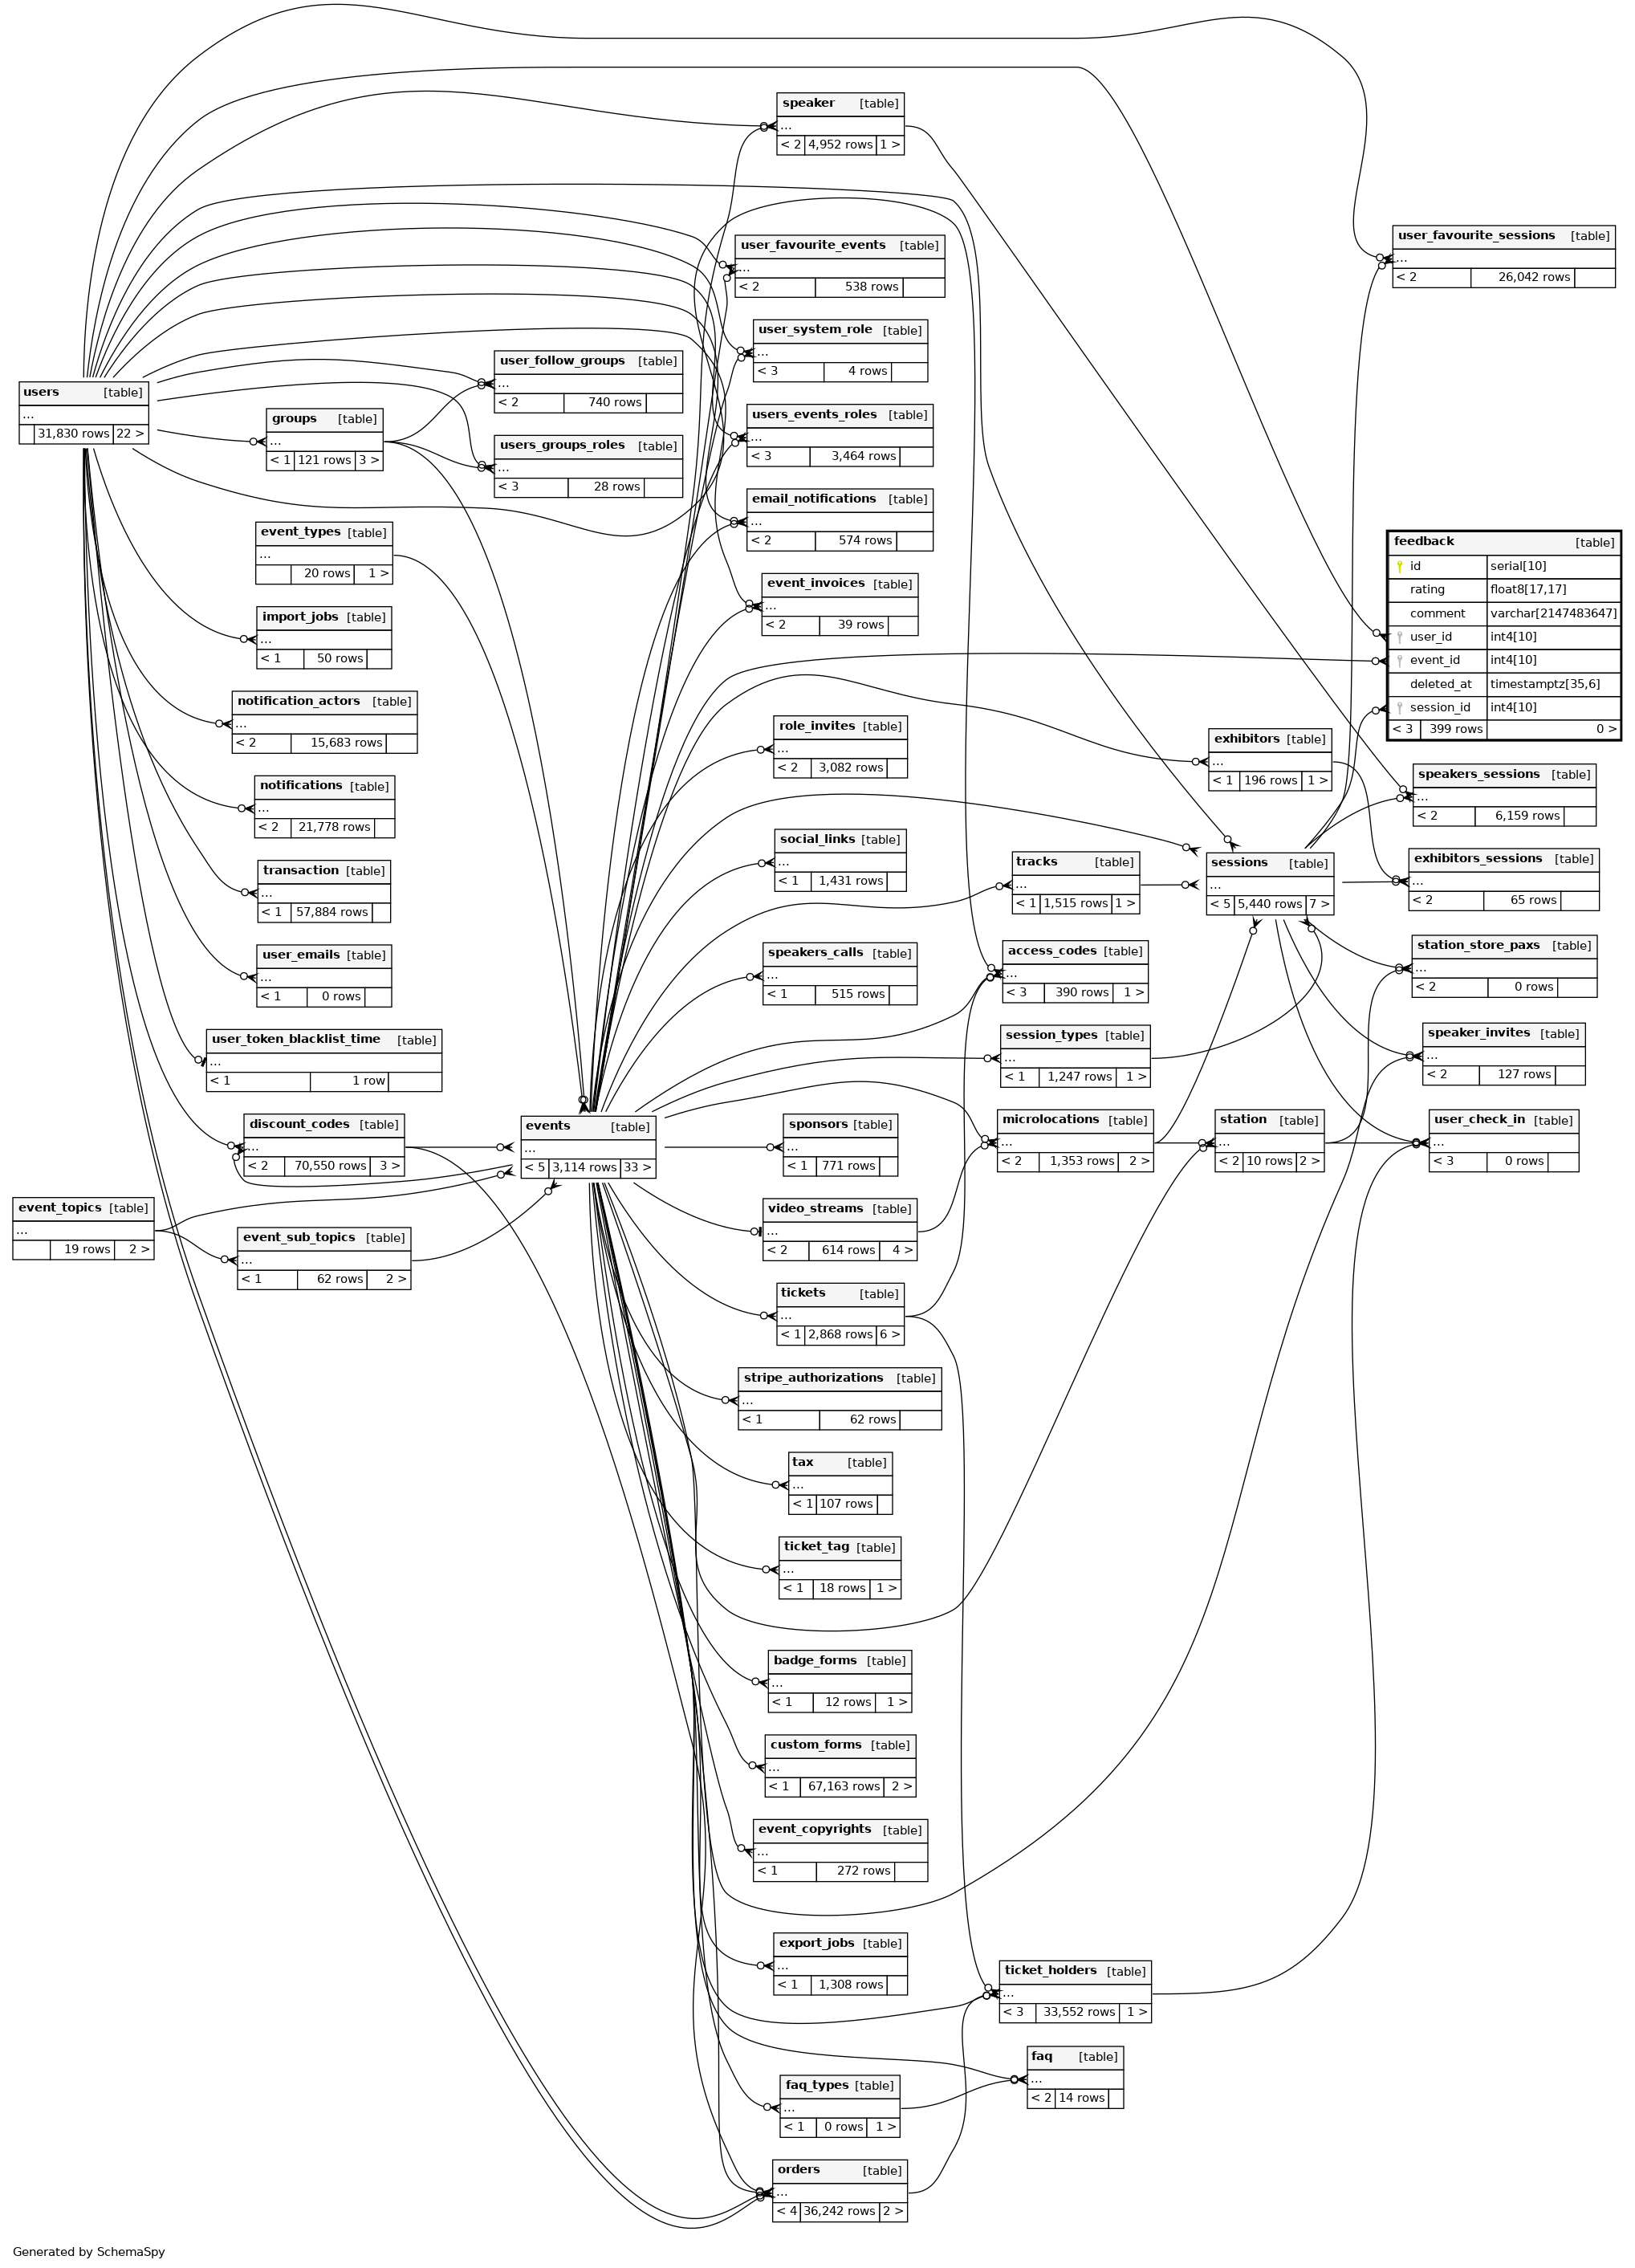 speaker [table]
...
< 2 4,952 rows 1 >
user_favourite_sessions [table]
...
< 2 26,042 rows
user_favourite_events [table]
...
< 2 538 rows
user_system_role [table]
...
< 3 4 rows
user_follow_groups [table]
...
< 2 740 rows
users [table]
...
31,830 rows 22 >
groups [table]
...
< 1 121 rows 3 >
users_events_roles [table]
...
< 3 3,464 rows
users_groups_roles [table]
...
< 3 28 rows
email_notifications [table]
...
< 2 574 rows
event_types [table]
...
20 rows 1 >
feedback [table]
id serial[10]
rating float8[17,17]
comment varchar[2147483647]
user_id int4[10]
event_id int4[10]
deleted_at timestamptz[35,6]
session_id int4[10]
< 3 399 rows 0 >
event_invoices [table]
...
< 2 39 rows
import_jobs [table]
...
< 1 50 rows
notification_actors [table]
...
< 2 15,683 rows
role_invites [table]
...
< 2 3,082 rows
exhibitors [table]
...
< 1 196 rows 1 >
speakers_sessions [table]
...
< 2 6,159 rows
notifications [table]
...
< 2 21,778 rows
social_links [table]
...
< 1 1,431 rows
tracks [table]
...
< 1 1,515 rows 1 >
sessions [table]
...
< 5 5,440 rows 7 >
exhibitors_sessions [table]
...
< 2 65 rows
transaction [table]
...
< 1 57,884 rows
speakers_calls [table]
...
< 1 515 rows
access_codes [table]
...
< 3 390 rows 1 >
station_store_paxs [table]
...
< 2 0 rows
user_emails [table]
...
< 1 0 rows
session_types [table]
...
< 1 1,247 rows 1 >
speaker_invites [table]
...
< 2 127 rows
user_token_blacklist_time [table]
...
< 1 1 row
discount_codes [table]
...
< 2 70,550 rows 3 >
events [table]
...
< 5 3,114 rows 33 >
sponsors [table]
...
< 1 771 rows
microlocations [table]
...
< 2 1,353 rows 2 >
station [table]
...
< 2 10 rows 2 >
user_check_in [table]
...
< 3 0 rows
event_topics [table]
...
19 rows 2 >
event_sub_topics [table]
...
< 1 62 rows 2 >
video_streams [table]
...
< 2 614 rows 4 >
tickets [table]
...
< 1 2,868 rows 6 >
stripe_authorizations [table]
...
< 1 62 rows
tax [table]
...
< 1 107 rows
ticket_tag [table]
...
< 1 18 rows 1 >
badge_forms [table]
...
< 1 12 rows 1 >
custom_forms [table]
...
< 1 67,163 rows 2 >
event_copyrights [table]
...
< 1 272 rows
export_jobs [table]
...
< 1 1,308 rows
ticket_holders [table]
...
< 3 33,552 rows 1 >
faq [table]
...
< 2 14 rows
faq_types [table]
...
< 1 0 rows 1 >
orders [table]
...
< 4 36,242 rows 2 >
Generated by SchemaSpy